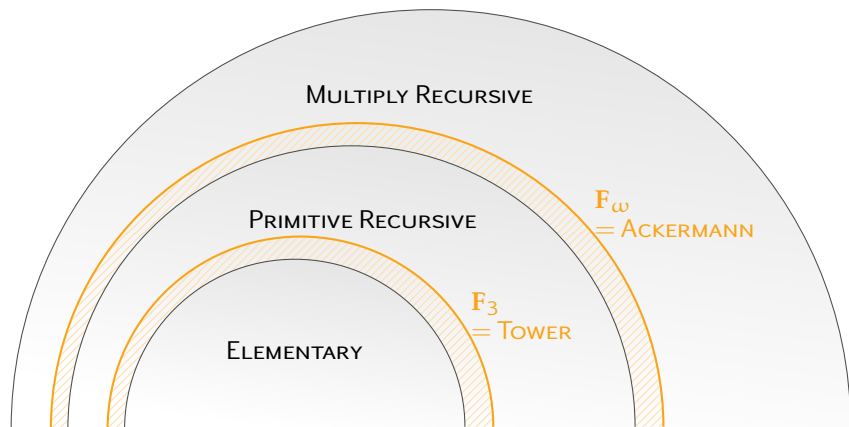 MULTIPLY RECURSIVE
F_ω
= ACKERMANN
PRIMITIVE RECURSIVE
F_3
= TOWER
ELEMENTARY